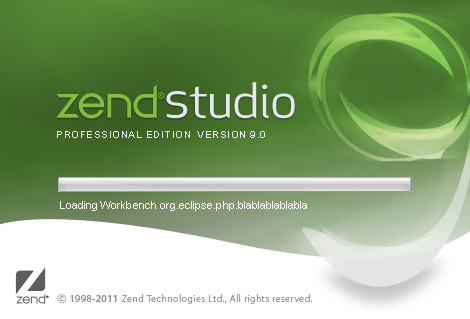 zend®Studio
PROFESSIONAL EDITION VERSION 9.0
Loading Workbench org.eclipse.php.blablablablabla
zend®
© 1998-2011 Zend Technologies Ltd., All rights reserved.